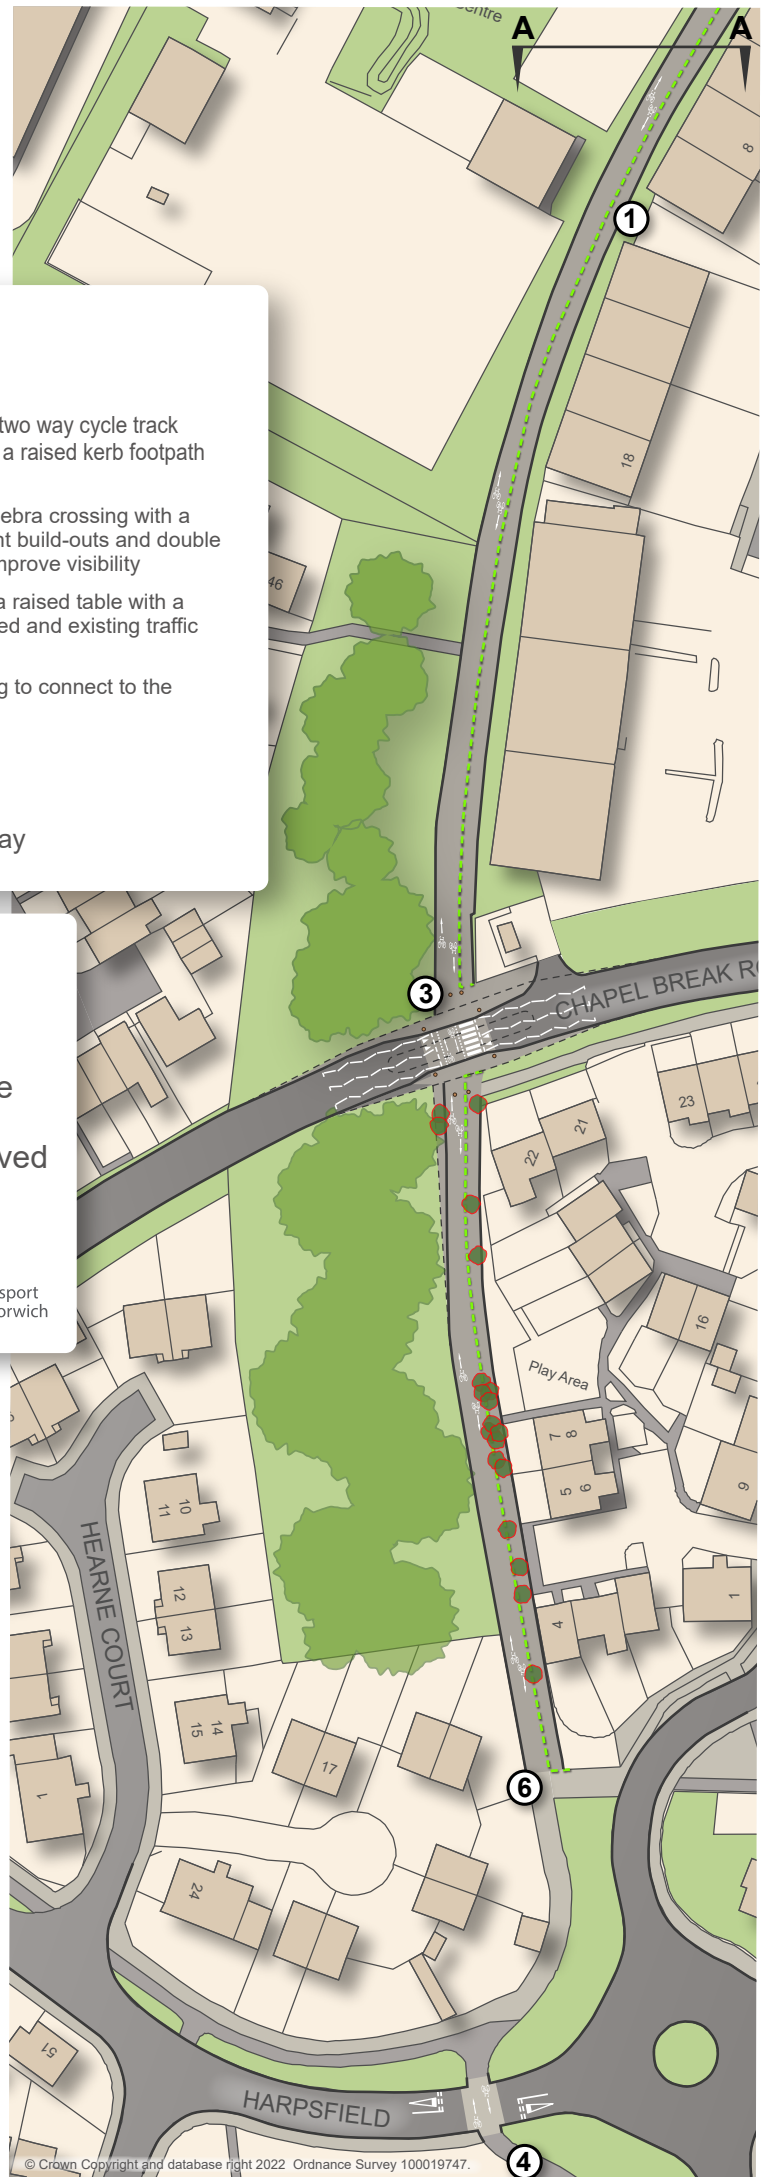 entre
A A
8
1
two way cycle track
a raised kerb footpath
18
ebra crossing with a
nt build-outs and double
mprove visibility
46
a raised table with a
ed and existing traffic
g to connect to the
ay
3
CHAPEL BREAK RO
e
ved
sport
orwich
23
21
22
16
Play Area
7 8
5 6
9
10
11
HEARNE COURT
12
13
4
1
14
15
17
6
1
24
51
HARPSFIELD
4
© Crown Copyright and database right 2022 Ordnance Survey 100019747.